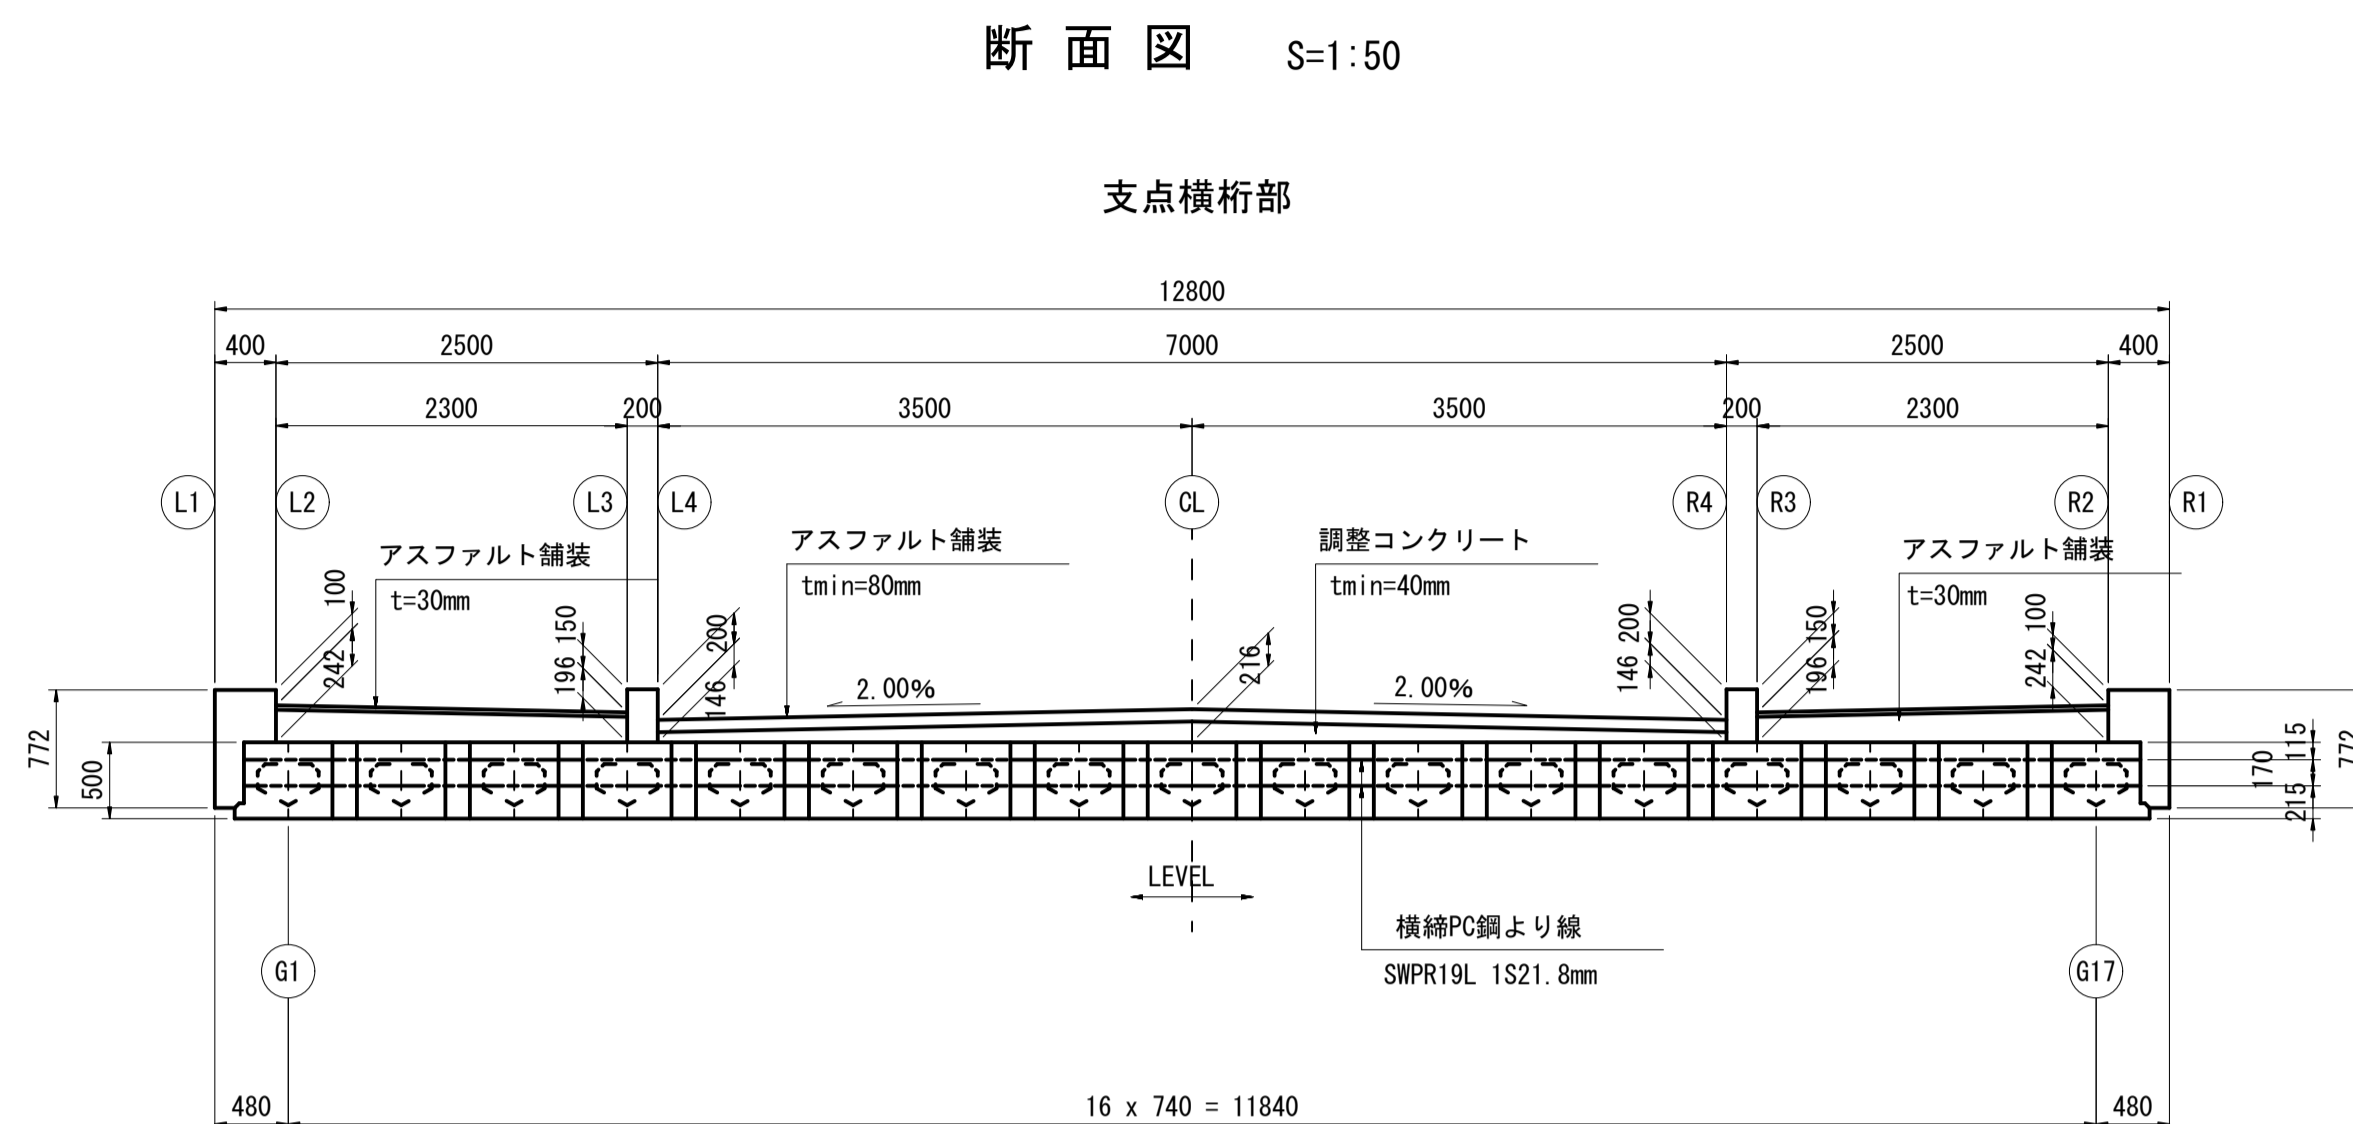 断面図 S=1:50
支点横桁部
12800
400 2500 7000 2500 400
2300 200 3500 3500 200 2300
L1 L2 L3 L4 CL R4 R3 R2 R1
アスファルト舗装
t=30mm
アスファルト舗装
tmin=80mm
調整コンクリート
tmin=40mm
アスファルト舗装
t=30mm
100
242
150
196
200
146
216
200
146
150
196
100
242
2.00%
2.00%
772
500
115
170
215
772
LEVEL
横締PC鋼より線
SWPR19L 1S21.8mm
G1 G17
480 16 x 740 = 11840 480